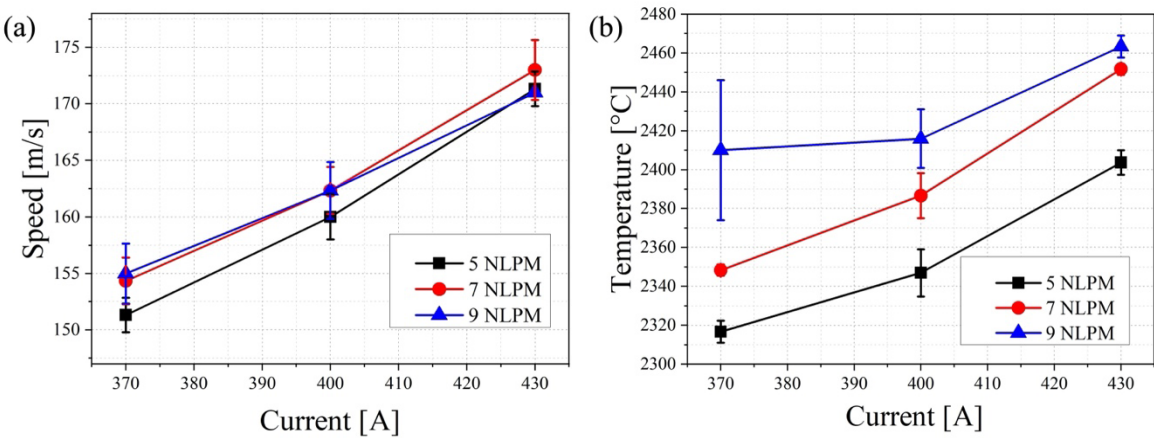 (a)
Speed [m/s]
175
170
165
160
155
150
370 380 390 400 410 420 430
Current [A]
5 NLPM
7 NLPM
9 NLPM
(b)
Temperature [°C]
2480
2460
2440
2420
2400
2380
2360
2340
2320
2300
370 380 390 400 410 420 430
Current [A]
5 NLPM
7 NLPM
9 NLPM